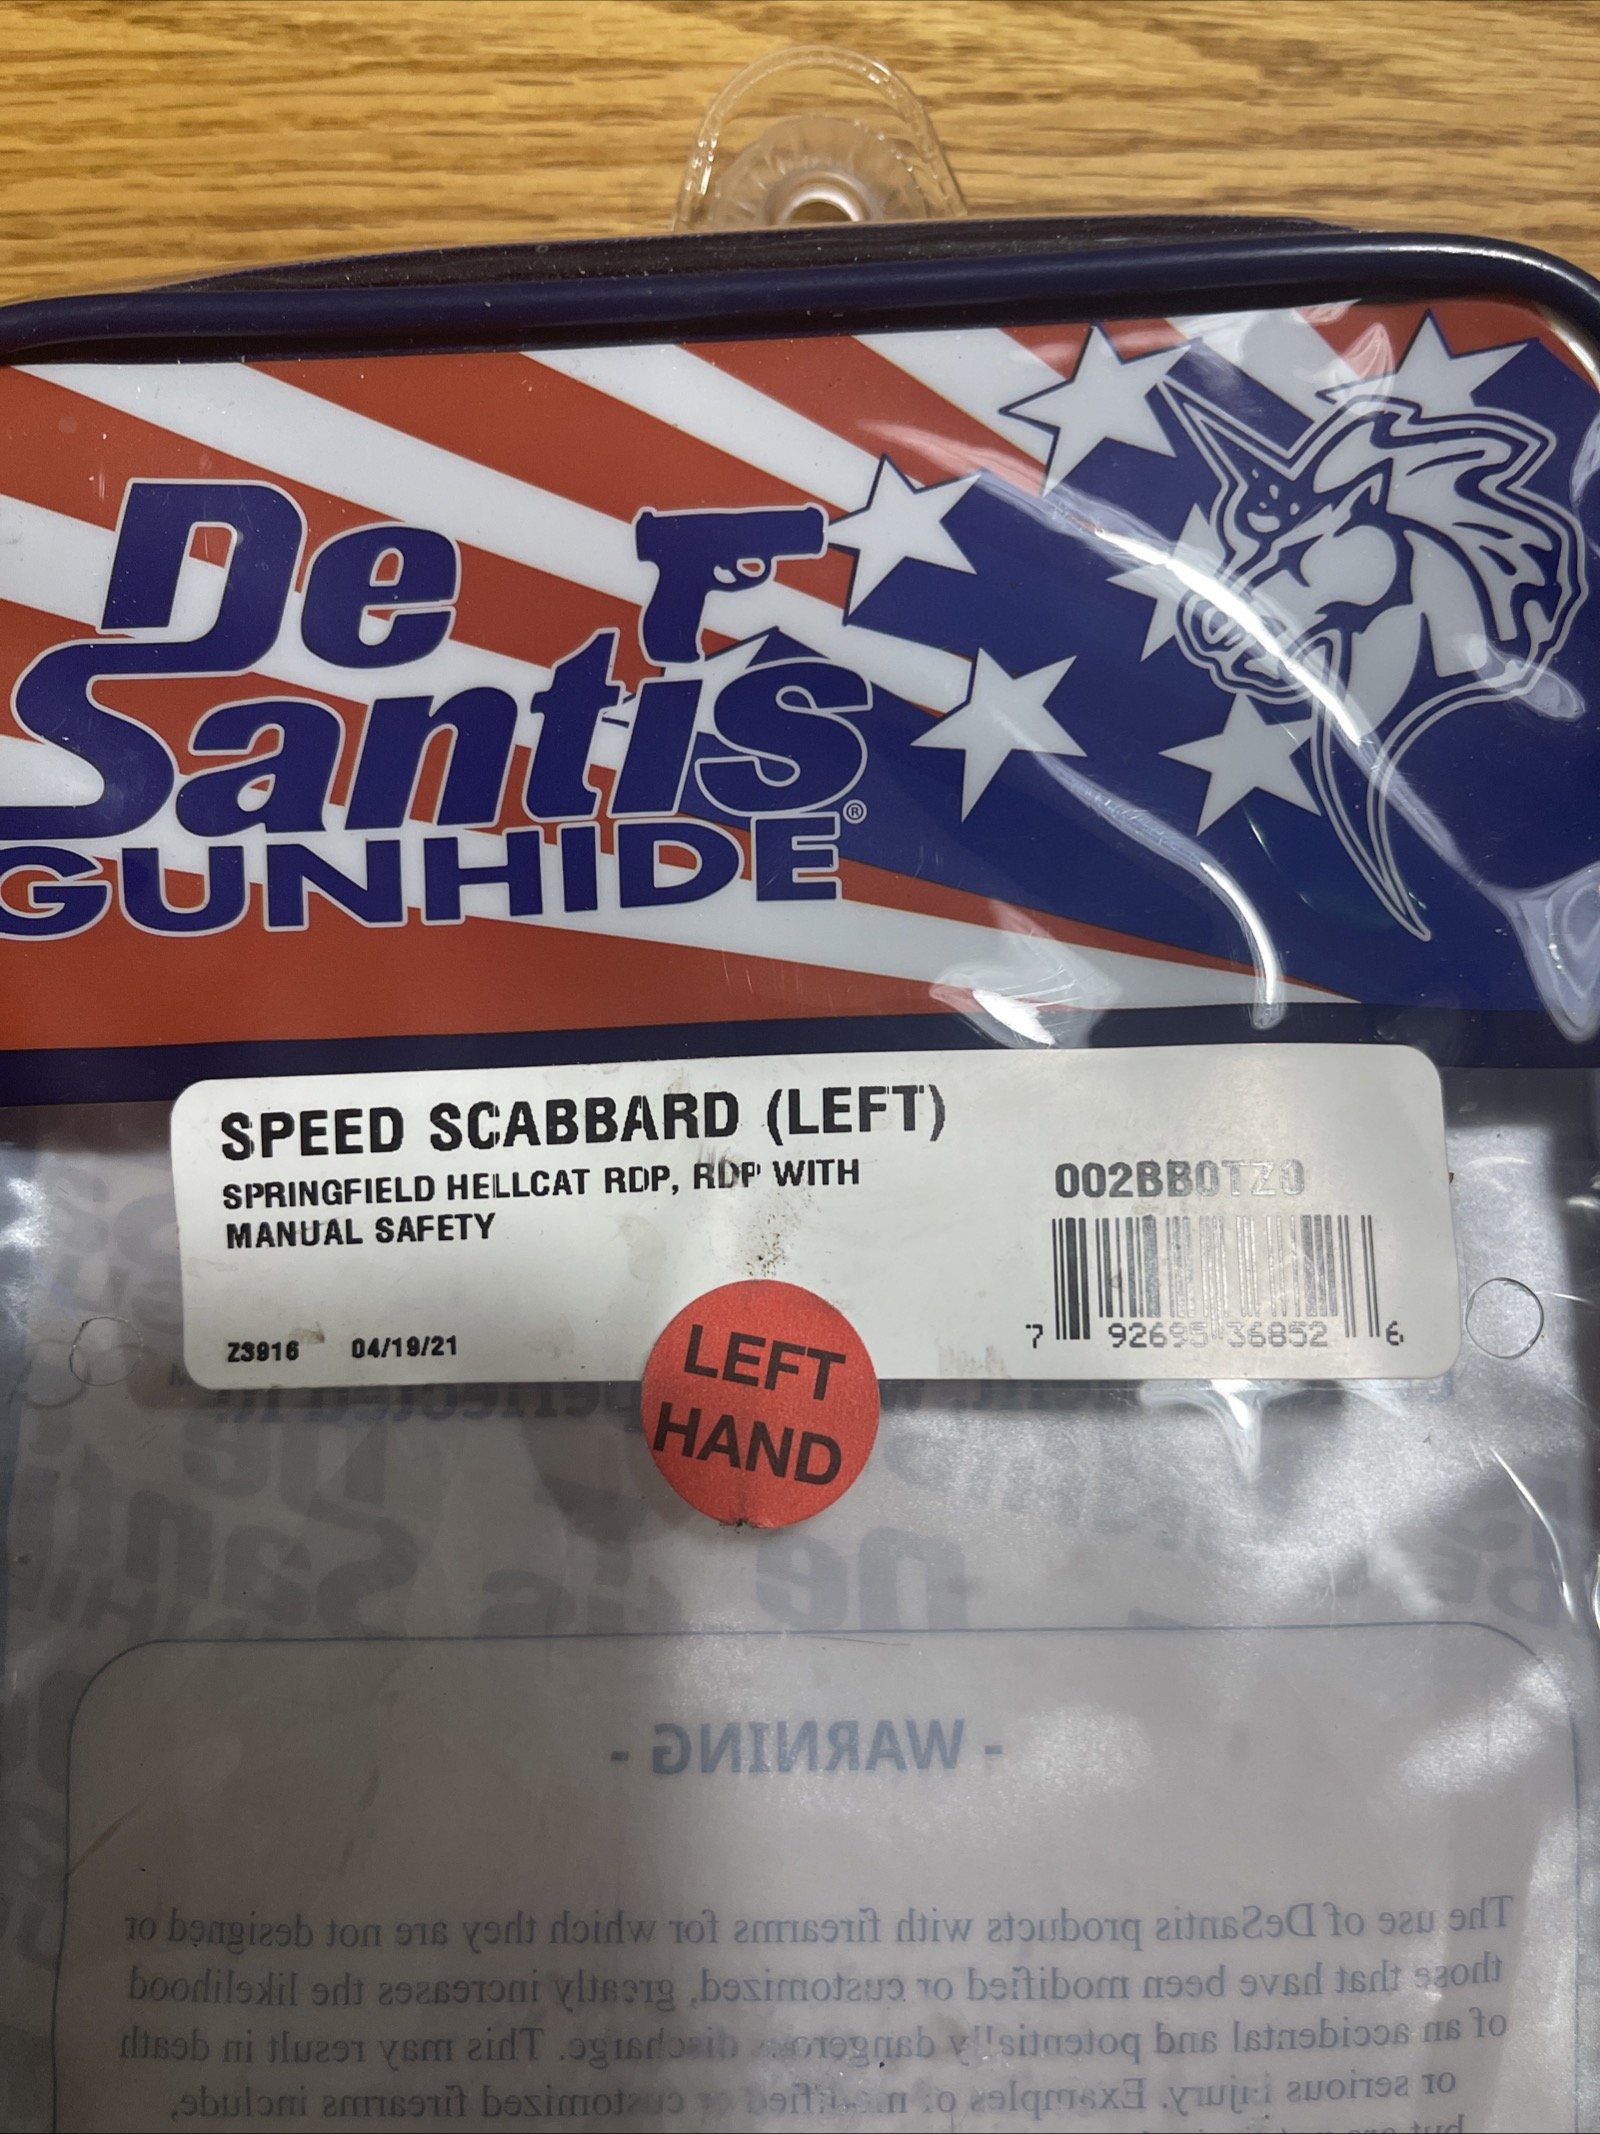 De
Santis®
GUNHIDE
SPEED SCABBARD (LEFT)
SPRINGFIELD HELLCAT RDP, RDP WITH
MANUAL SAFETY
002BB0TZ0
Z3916 04/19/21
7 92695 36852 6
LEFT
HAND
- WARNING -
The use of DeSantis products with firearms for which they are not designed or
those that have been modified or customized, greatly increases the likelihood
of an accidental and potentially dangerous discharge. This may result in death
or serious injury. Examples of modified or customized firearms include,